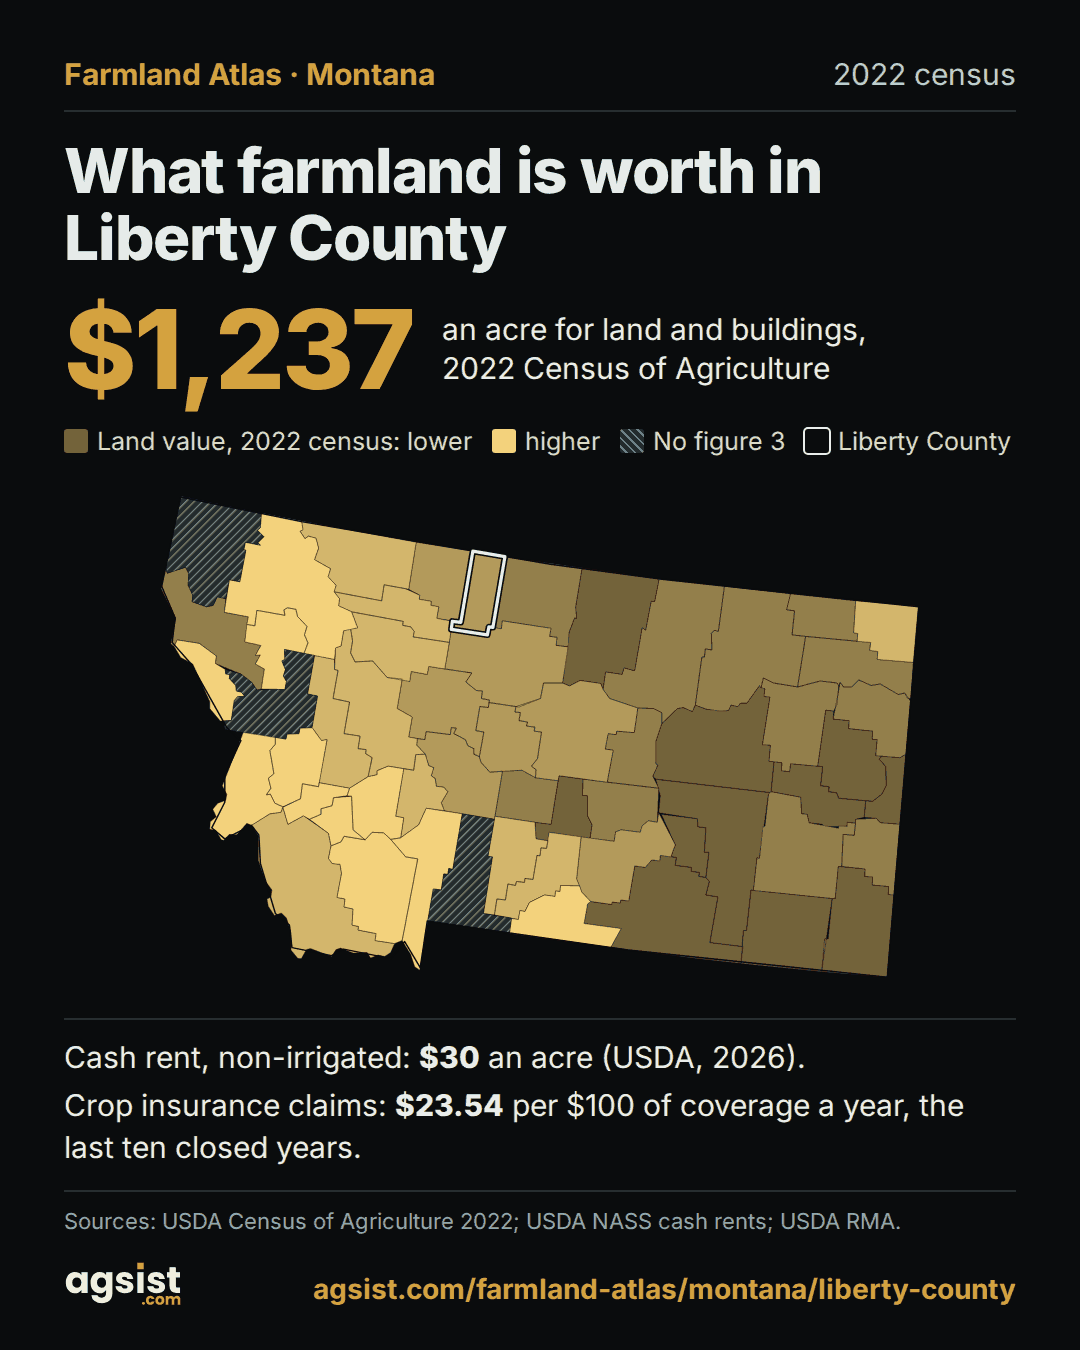 Farmland Atlas · Montana
2022 census
What farmland is worth in
Liberty County
$1,237
an acre for land and buildings,
2022 Census of Agriculture
Land value, 2022 census: lower
higher
No figure 3
Liberty County
Cash rent, non-irrigated: $30 an acre (USDA, 2026).
Crop insurance claims: $23.54 per $100 of coverage a year, the
last ten closed years.
Sources: USDA Census of Agriculture 2022; USDA NASS cash rents; USDA RMA.
agsist
.com
agsist.com/farmland-atlas/montana/liberty-county